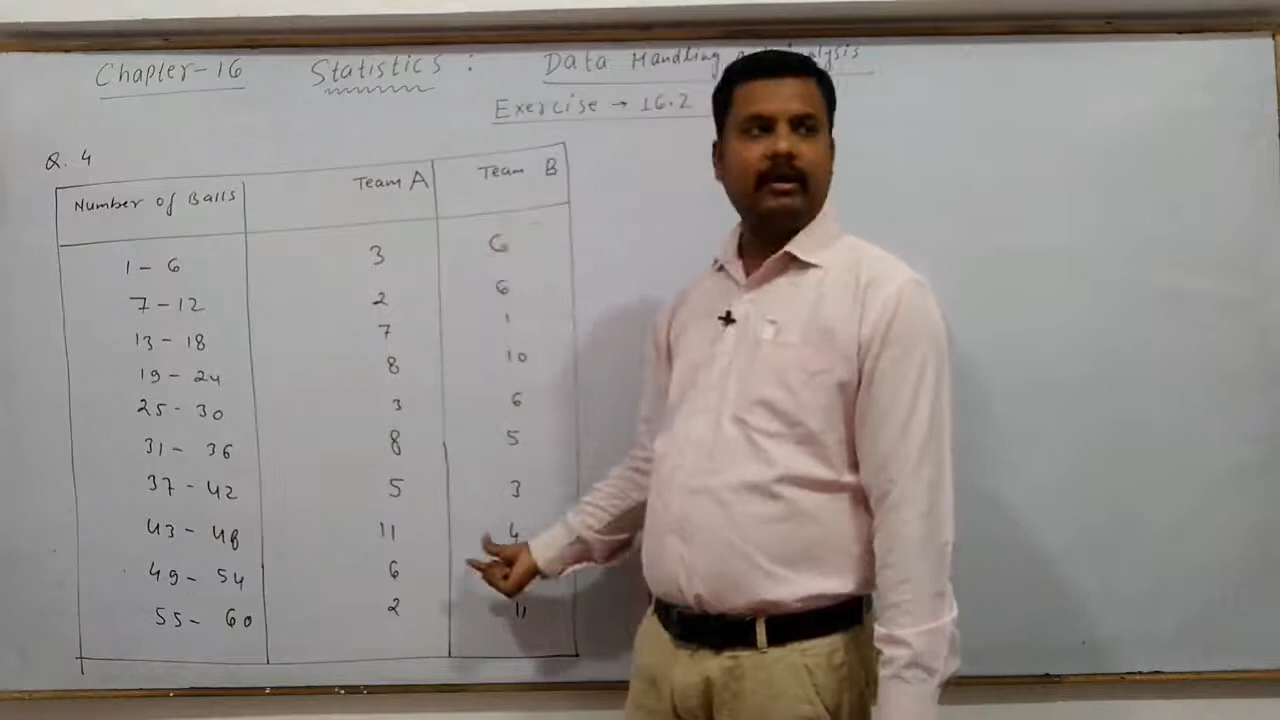 Chapter-16 Statistics : Data Handling
Exercise → 16.2
Q. 4
Number of Balls Team A Team B
1 - 6 3 6
7 - 12 2 6
13 - 18 7 1
19 - 24 8 10
25 - 30 3 6
31 - 36 8 5
37 - 42 5 3
43 - 48 11 4
49 - 54 6
55 - 60 2 11